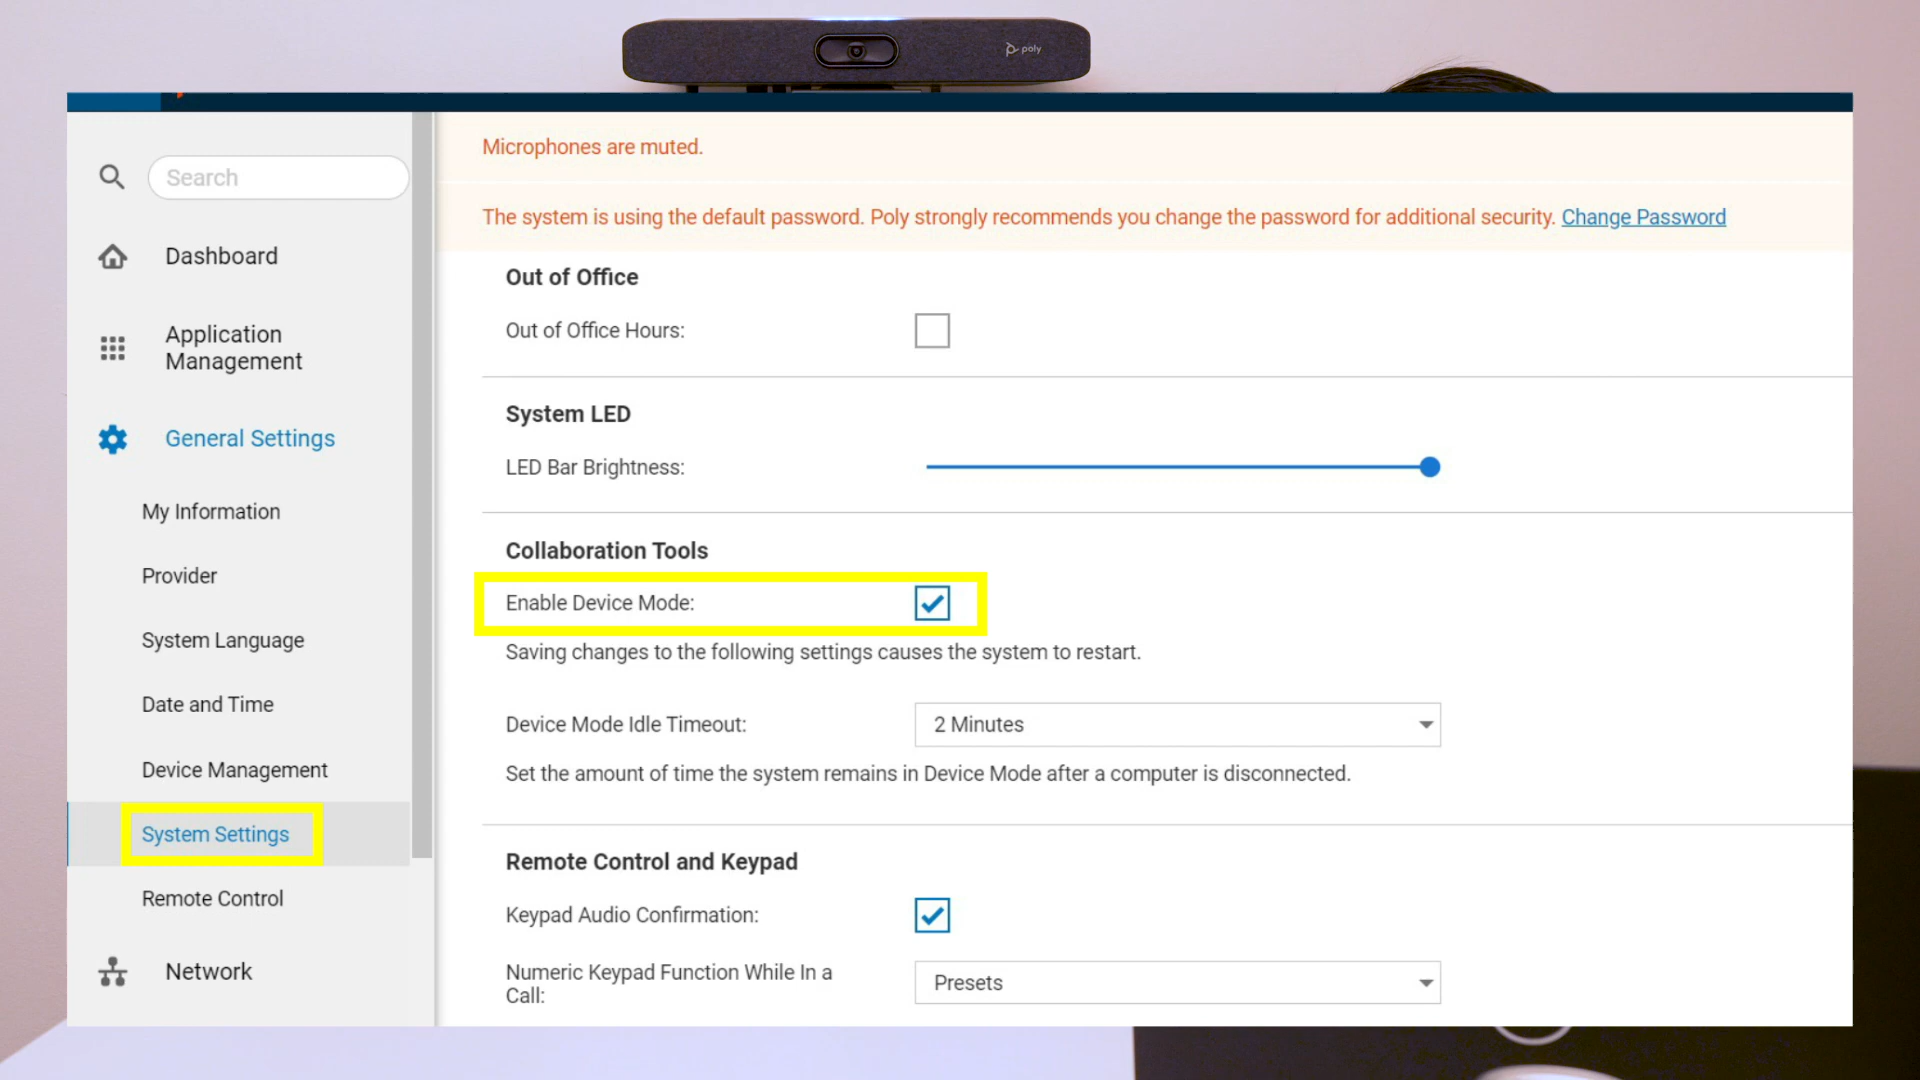 poly
Search
Dashboard
Application
Management
General Settings
My Information
Provider
System Language
Date and Time
Device Management
System Settings
Remote Control
Network
Microphones are muted.
The system is using the default password. Poly strongly recommends you change the password for additional security. Change Password
Out of Office
Out of Office Hours:
System LED
LED Bar Brightness:
Collaboration Tools
Enable Device Mode:
Saving changes to the following settings causes the system to restart.
Device Mode Idle Timeout: 2 Minutes
Set the amount of time the system remains in Device Mode after a computer is disconnected.
Remote Control and Keypad
Keypad Audio Confirmation:
Numeric Keypad Function While In a
Call:
Presets